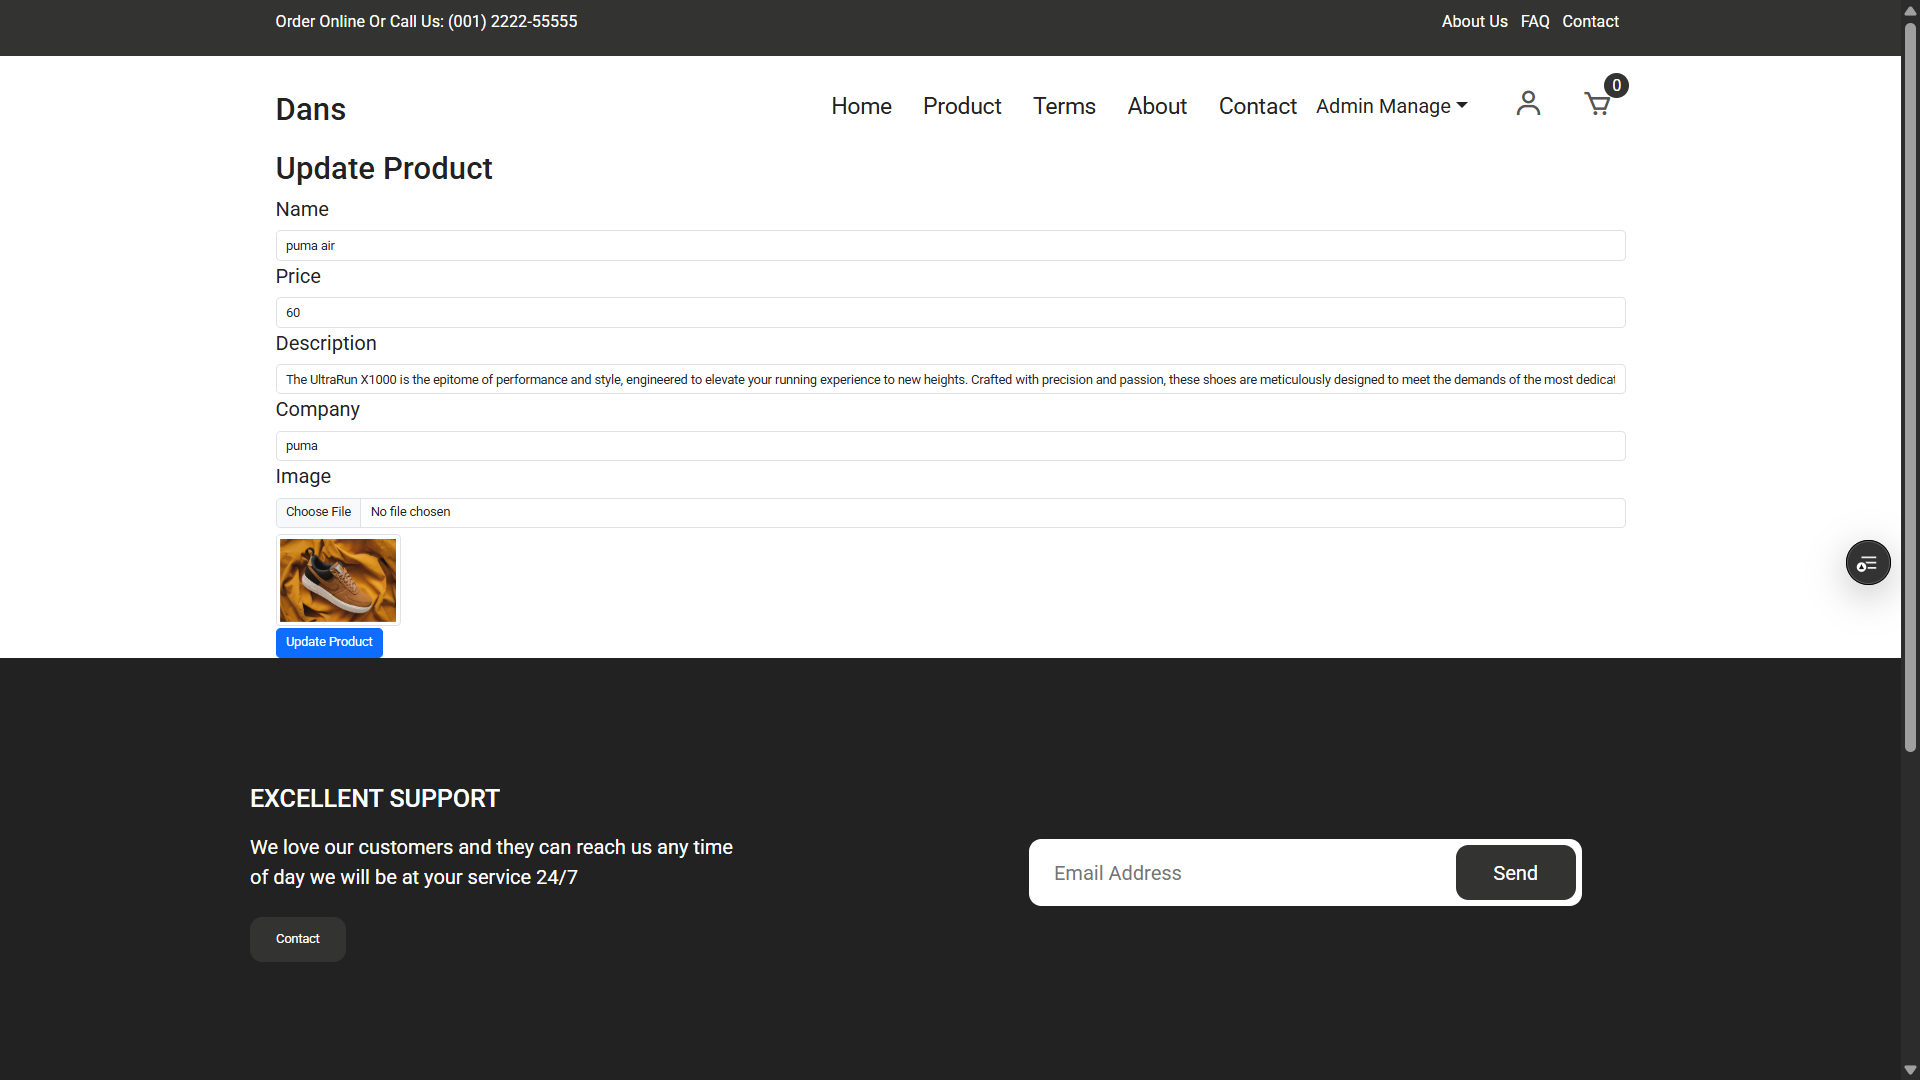 Order Online Or Call Us: (001) 2222-55555
About Us FAQ Contact
Dans
Home Product Terms About Contact Admin Manage
0
Update Product
Name
puma air
Price
60
Description
The UltraRun X1000 is the epitome of performance and style, engineered to elevate your running experience to new heights. Crafted with precision and passion, these shoes are meticulously designed to meet the demands of the most dedicat
Company
puma
Image
Choose File No file chosen
Update Product
EXCELLENT SUPPORT
We love our customers and they can reach us any time
of day we will be at your service 24/7
Email Address
Send
Contact